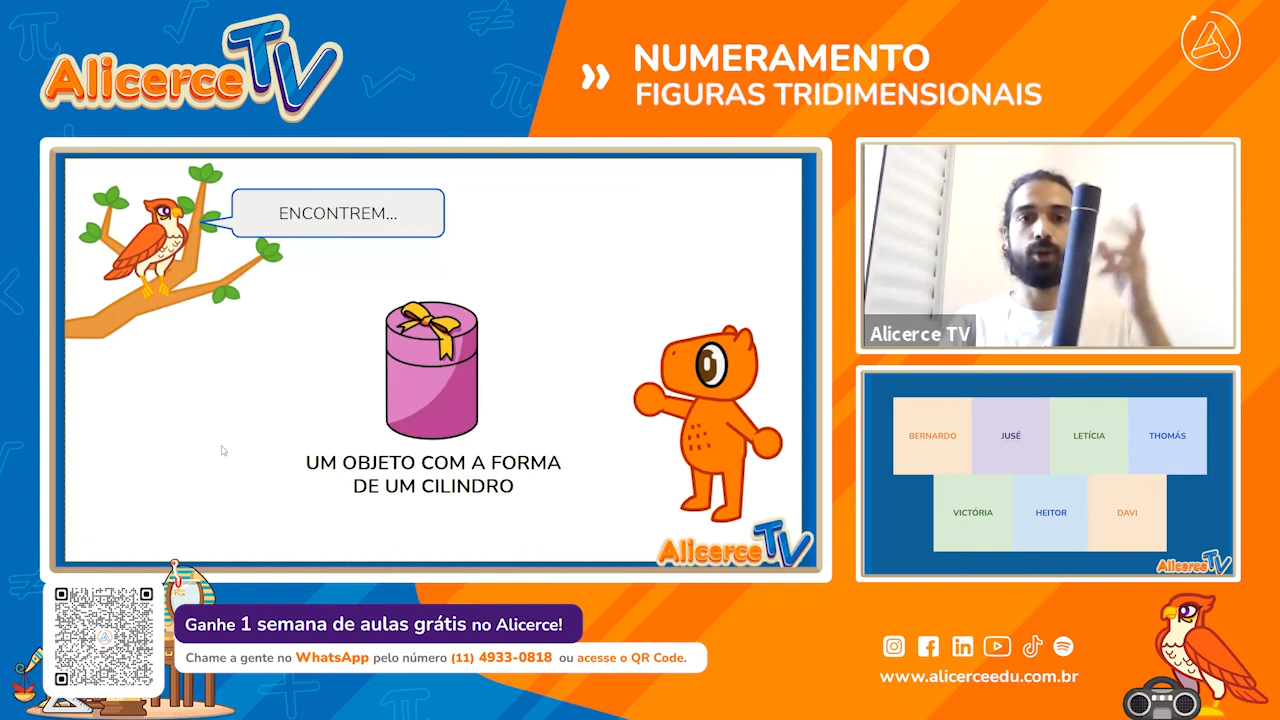 AlicerceTV
NUMERAMENTO
FIGURAS TRIDIMENSIONAIS
ENCONTREM...
UM OBJETO COM A FORMA
DE UM CILINDRO
AlicerceTV
Alicerce TV
BERNARDO
JUSÉ
LETÍCIA
THOMÁS
VICTÓRIA
HEITOR
DAVI
AlicerceTV
Ganhe 1 semana de aulas grátis no Alicerce!
Chame a gente no WhatsApp pelo número (11) 4933-0818 ou acesse o QR Code.
www.alicerceedu.com.br